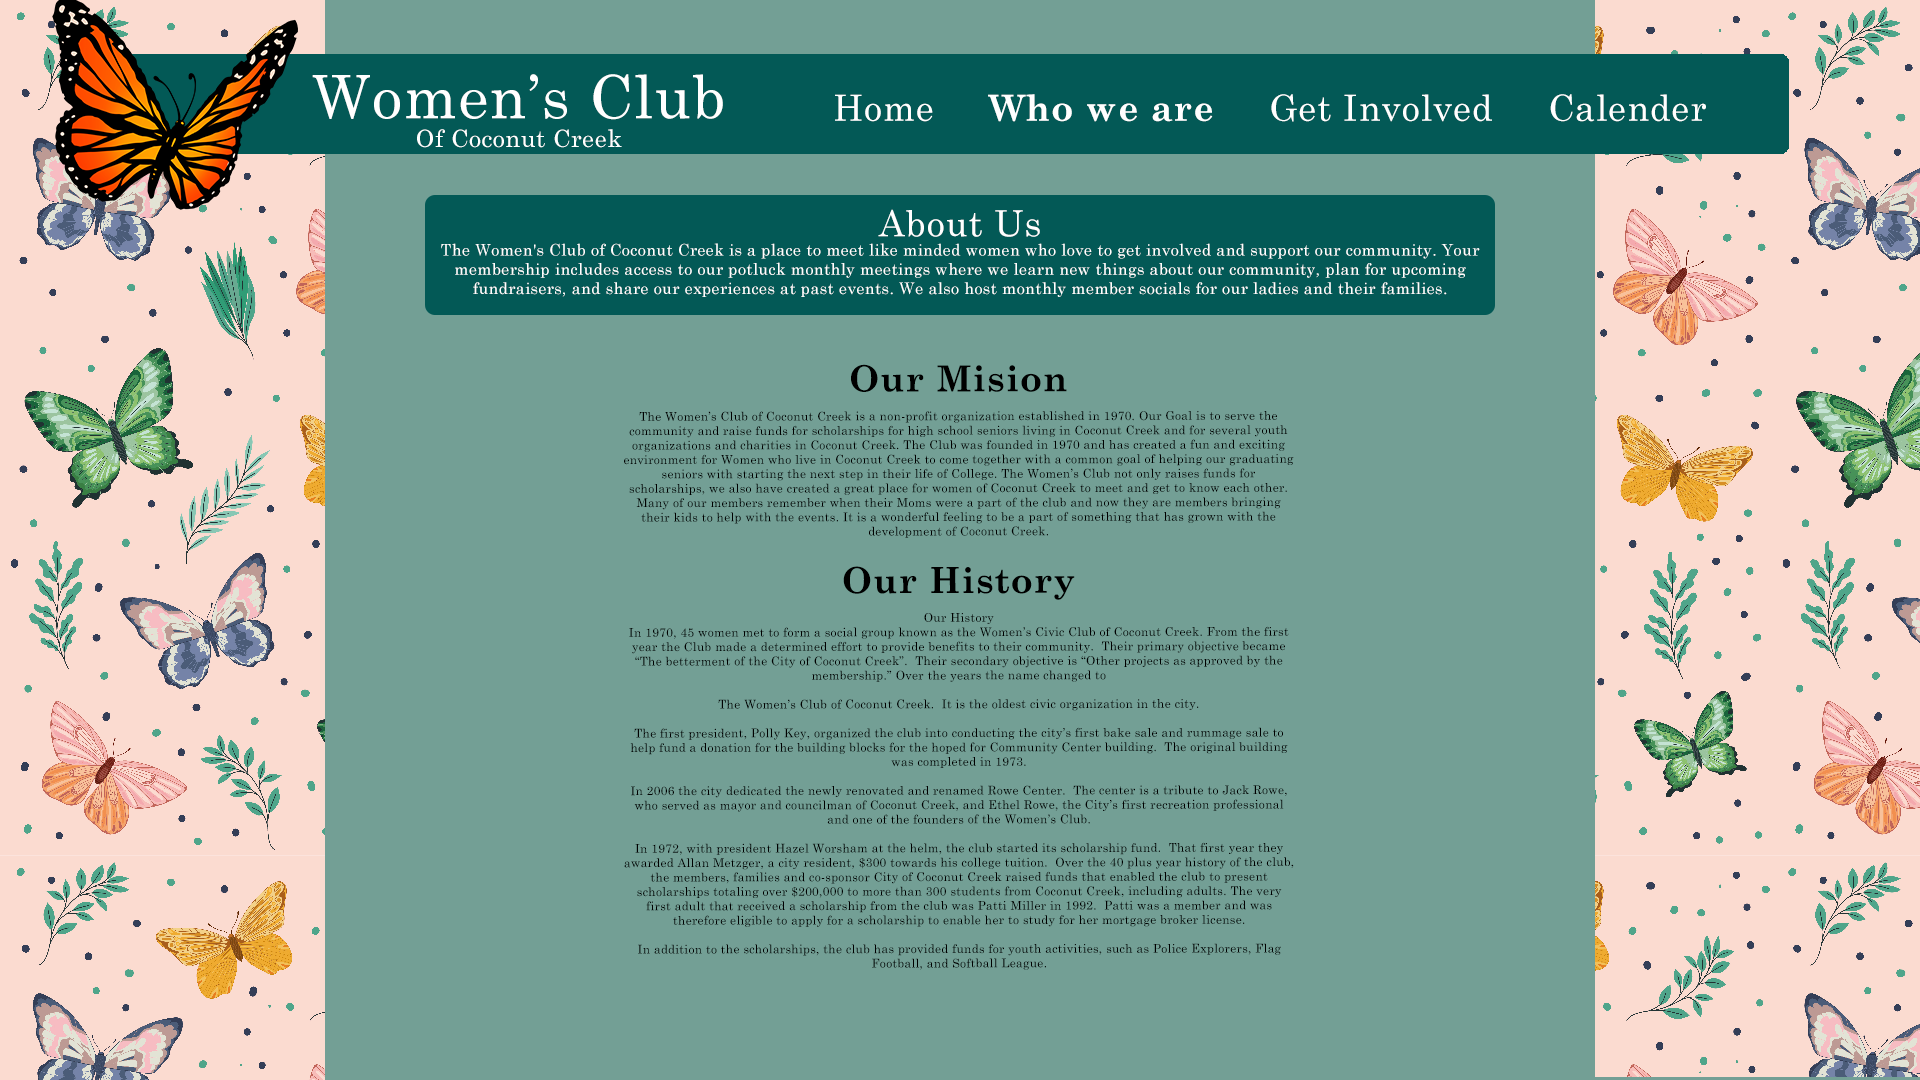 Women’s Club
Of Coconut Creek
Home
Who we are
Get Involved
Calender
About Us
The Women's Club of Coconut Creek is a place to meet like minded women who love to get involved and support our community. Your
membership includes access to our potluck monthly meetings where we learn new things about our community, plan for upcoming
fundraisers, and share our experiences at past events. We also host monthly member socials for our ladies and their families.
Our Mision
The Women’s Club of Coconut Creek is a non-profit organization established in 1970. Our Goal is to serve the
community and raise funds for scholarships for high school seniors living in Coconut Creek and for several youth
organizations and charities in Coconut Creek. The Club was founded in 1970 and has created a fun and exciting
environment for Women who live in Coconut Creek to come together with a common goal of helping our graduating
seniors with starting the next step in their life of College. The Women’s Club not only raises funds for
scholarships, we also have created a great place for women of Coconut Creek to meet and get to know each other.
Many of our members remember when their Moms were a part of the club and now they are members bringing
their kids to help with the events. It is a wonderful feeling to be a part of something that has grown with the
development of Coconut Creek.
Our History
Our History
In 1970, 45 women met to form a social group known as the Women’s Civic Club of Coconut Creek. From the first
year the Club made a determined effort to provide benefits to their community.  Their primary objective became
“The betterment of the City of Coconut Creek”.  Their secondary objective is “Other projects as approved by the
membership.” Over the years the name changed to
The Women’s Club of Coconut Creek.  It is the oldest civic organization in the city.
The first president, Polly Key, organized the club into conducting the city’s first bake sale and rummage sale to
help fund a donation for the building blocks for the hoped for Community Center building.  The original building
was completed in 1973.
In 2006 the city dedicated the newly renovated and renamed Rowe Center.  The center is a tribute to Jack Rowe,
who served as mayor and councilman of Coconut Creek, and Ethel Rowe, the City’s first recreation professional
and one of the founders of the Women’s Club.
In 1972, with president Hazel Worsham at the helm, the club started its scholarship fund.  That first year they
awarded Allan Metzger, a city resident, $300 towards his college tuition.  Over the 40 plus year history of the club,
the members, families and co-sponsor City of Coconut Creek raised funds that enabled the club to present
scholarships totaling over $200,000 to more than 300 students from Coconut Creek, including adults. The very
first adult that received a scholarship from the club was Patti Miller in 1992.  Patti was a member and was
therefore eligible to apply for a scholarship to enable her to study for her mortgage broker license.
In addition to the scholarships, the club has provided funds for youth activities, such as Police Explorers, Flag
Football, and Softball League.